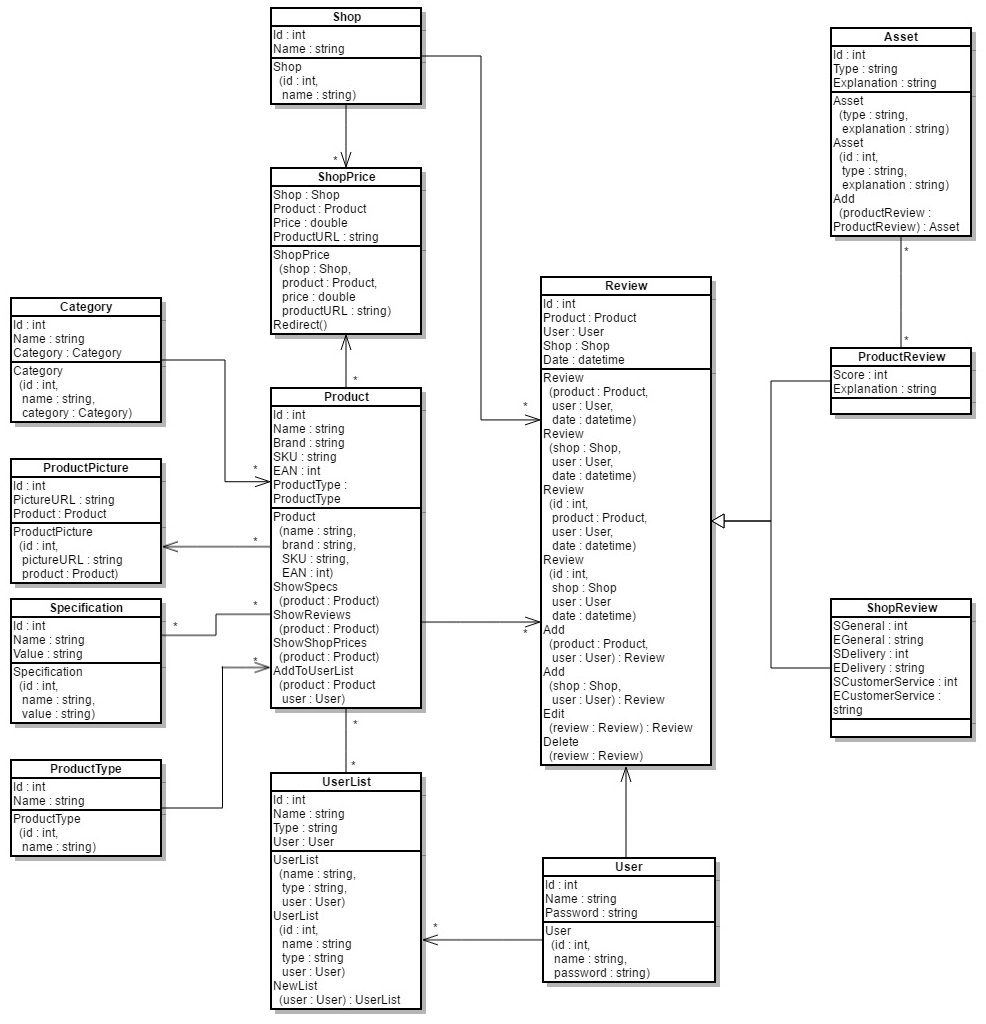 Shop
Id : int
Name : string
Shop
(id : int,
name : string)
*
ShopPrice
Shop : Shop
Product : Product
Price : double
ProductURL : string
ShopPrice
(shop : Shop,
product : Product,
price : double
productURL : string)
Redirect()
*
Category
Id : int
Name : string
Category : Category
Category
(id : int,
name : string,
category : Category)
*
ProductPicture
Id : int
PictureURL : string
Product : Product
ProductPicture
(id : int,
pictureURL : string
product : Product)
*
Specification
Id : int
Name : string
Value : string
Specification
(id : int,
name : string,
value : string)
*
*
ProductType
Id : int
Name : string
ProductType
(id : int,
name : string)
*
Product
Id : int
Name : string
Brand : string
SKU : string
EAN : int
ProductType :
ProductType
Product
(name : string,
brand : string,
SKU : string,
EAN : int)
ShowSpecs
(product : Product)
ShowReviews
(product : Product)
ShowShopPrices
(product : Product)
AddToUserList
(product : Product
user : User)
*
*
UserList
Id : int
Name : string
Type : string
User : User
UserList
(name : string,
type : string,
user : User)
UserList
(id : int,
name : string
type : string
user : User)
NewList
(user : User) : UserList
*
Review
Id : int
Product : Product
User : User
Shop : Shop
Date : datetime
Review
(product : Product,
user : User,
date : datetime)
Review
(shop : Shop,
user : User,
date : datetime)
Review
(id : int,
product : Product,
user : User,
date : datetime)
Review
(id : int,
shop : Shop
user : User
date : datetime)
Add
(product : Product,
user : User) : Review
Add
(shop : Shop,
user : User) : Review
Edit
(review : Review) : Review
Delete
(review : Review)
*
*
User
Id : int
Name : string
Password : string
User
(id : int,
name : string,
password : string)
Asset
Id : int
Type : string
Explanation : string
Asset
(type : string,
explanation : string)
Asset
(id : int,
type : string,
explanation : string)
Add
(productReview :
ProductReview) : Asset
*
*
ProductReview
Score : int
Explanation : string
ShopReview
SGeneral : int
EGeneral : string
SDelivery : int
EDelivery : string
SCustomerService : int
ECustomerService :
string